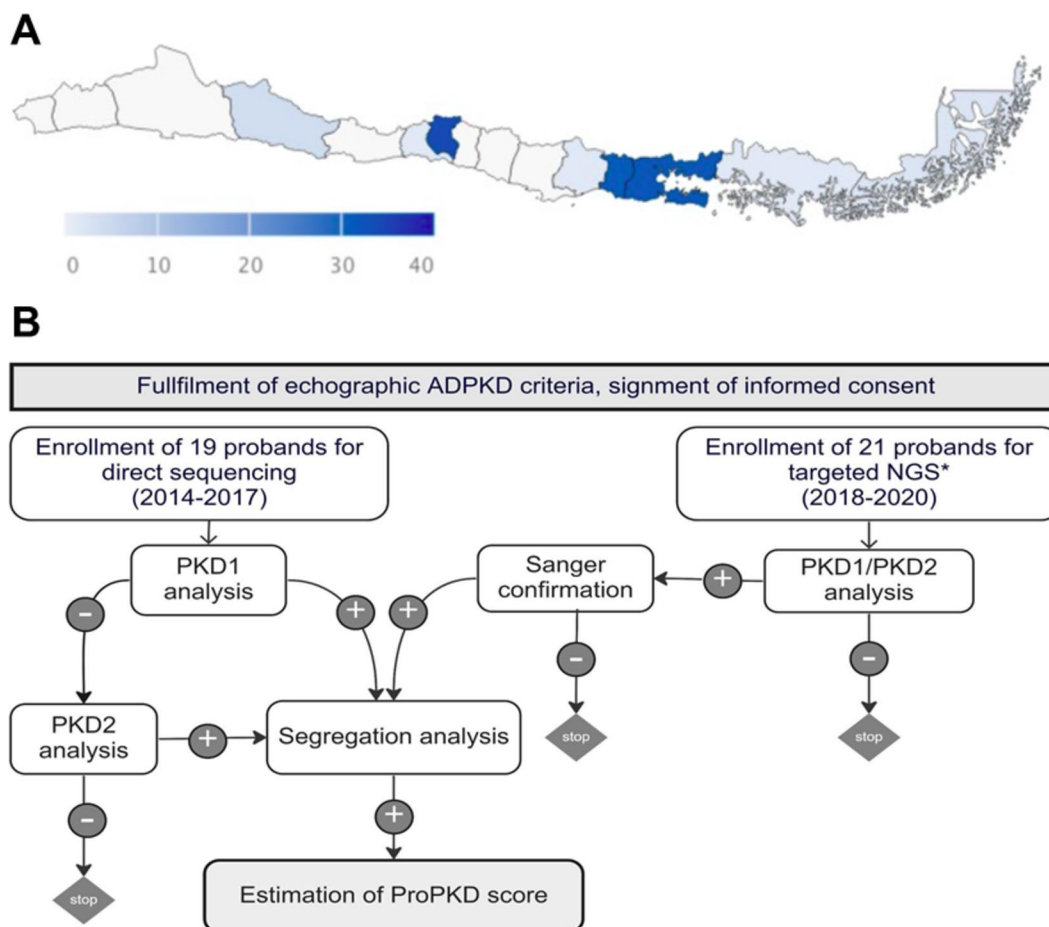 A
0 10 20 30 40
B
Fullfilment of echographic ADPKD criteria, signment of informed consent
Enrollment of 19 probands for
direct sequencing
(2014-2017)
Enrollment of 21 probands for
targeted NGS*
(2018-2020)
PKD1
analysis
Sanger
confirmation
+
PKD1/PKD2
analysis
-
+
+
-
-
PKD2
analysis
+
Segregation analysis
stop
stop
-
+
stop
Estimation of ProPKD score